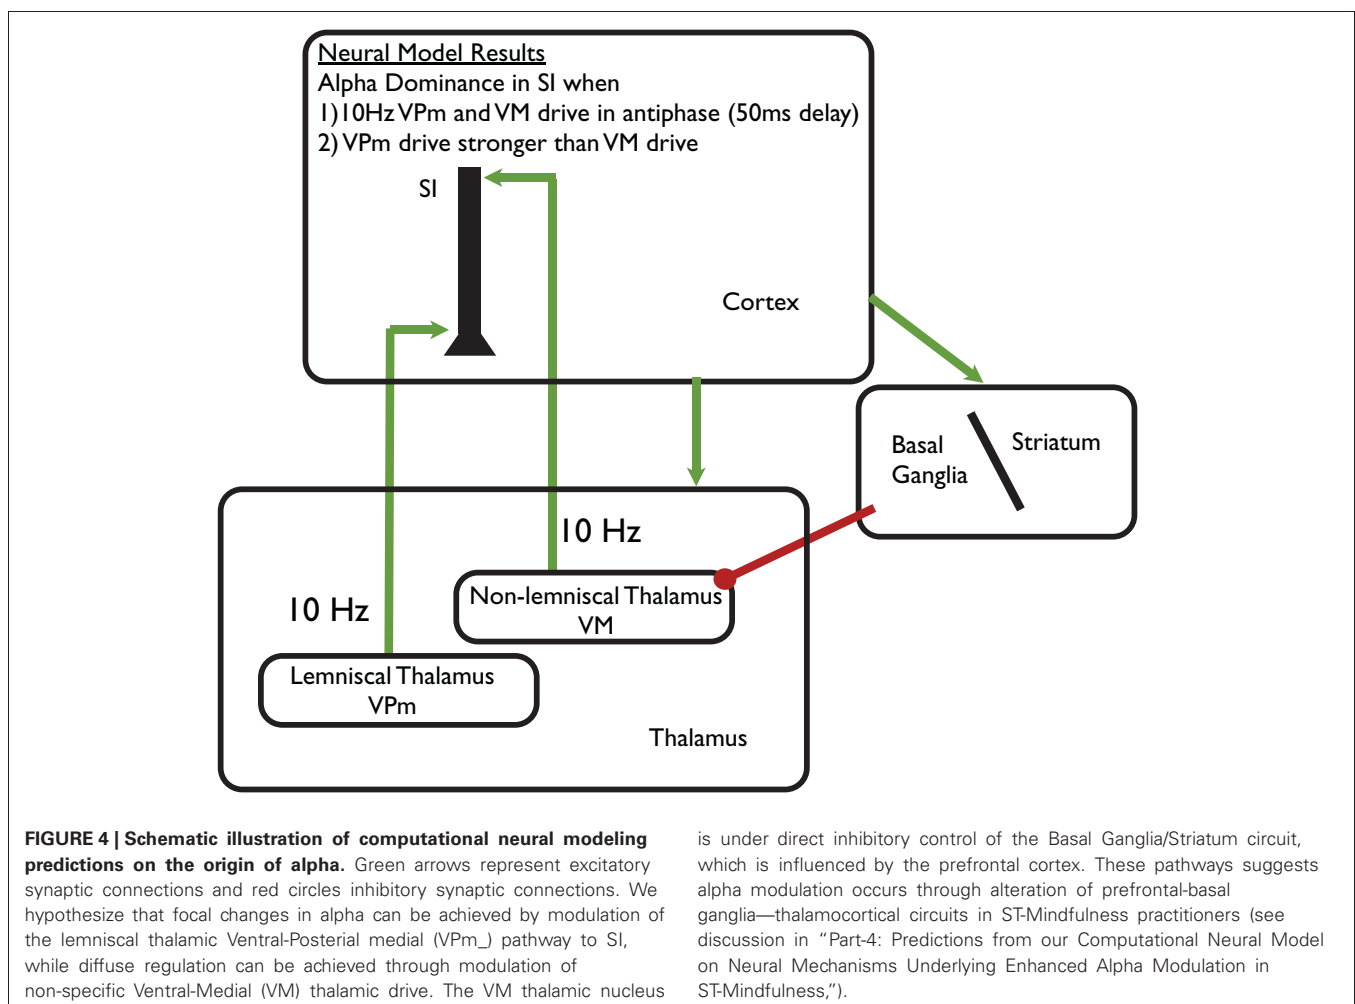 Neural Model Results
Alpha Dominance in SI when
1)10Hz VPm and VM drive in antiphase (50ms delay)
2) VPm drive stronger than VM drive
SI
Cortex
Basal
Ganglia
Striatum
10 Hz
Non-lemniscal Thalamus
VM
10 Hz
Lemniscal Thalamus
VPm
Thalamus
FIGURE 4 | Schematic illustration of computational neural modeling
predictions on the origin of alpha. Green arrows represent excitatory
synaptic connections and red circles inhibitory synaptic connections. We
hypothesize that focal changes in alpha can be achieved by modulation of
the lemniscal thalamic Ventral-Posterial medial (VPm_) pathway to SI,
while diffuse regulation can be achieved through modulation of
non-specific Ventral-Medial (VM) thalamic drive. The VM thalamic nucleus
is under direct inhibitory control of the Basal Ganglia/Striatum circuit,
which is influenced by the prefrontal cortex. These pathways suggests
alpha modulation occurs through alteration of prefrontal-basal
ganglia—thalamocortical circuits in ST-Mindfulness practitioners (see
discussion in “Part-4: Predictions from our Computational Neural Model
on Neural Mechanisms Underlying Enhanced Alpha Modulation in
ST-Mindfulness,”).